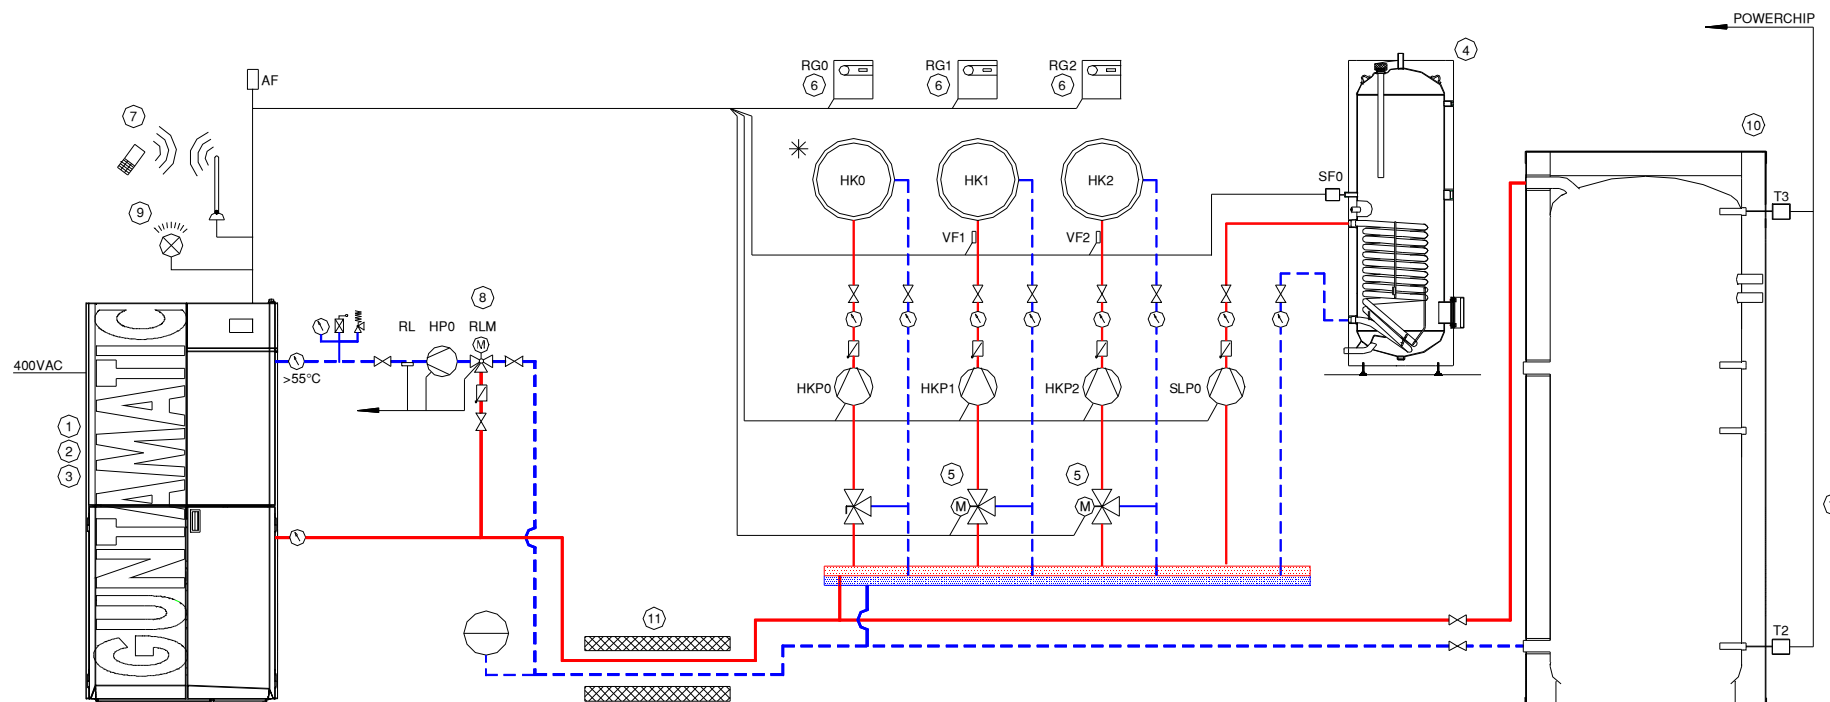 POWERCHIP
4
RG0
RG1
RG2
6
6
6
AF
7
10
HK0
HK1
HK2
SF0
T3
9
VF1
VF2
8
RL
HP0
RLM
M
400VAC
>55°C
HKP0
HKP1
HKP2
SLP0
1
2
3
5
5
M
M
GUNTAMATIC
11
T2